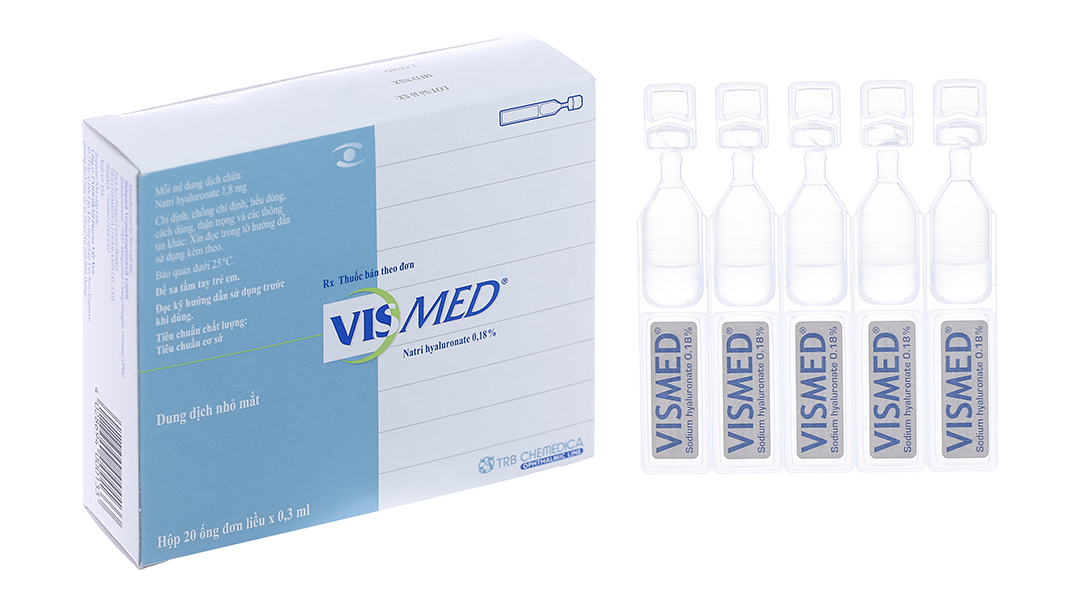 LOT/Số lô SX:
Mỗi ml dung dịch chứa:
Natri hyaluronate 1,8 mg
Chỉ định, chống chỉ định, liều dùng,
cách dùng, thận trọng và các thông
tin khác: Xin đọc trong tờ hướng dẫn
sử dụng kèm theo.
Bảo quản dưới 25°C.
Để xa tầm tay trẻ em.
Đọc kỹ hướng dẫn sử dụng trước
khi dùng.
Tiêu chuẩn chất lượng:
Tiêu chuẩn cơ sở
Rx Thuốc bán theo đơn
VISMED®
Natri hyaluronate 0,18%
Dung dịch nhỏ mắt
TRB CHEMEDICA
OPHTHALMIC LINE
Hộp 20 ống đơn liều x 0,3 ml
VISMED®
Sodium hyaluronate 0.18%
VISMED®
Sodium hyaluronate 0.18%
VISMED®
Sodium hyaluronate 0.18%
VISMED®
Sodium hyaluronate 0.18%
VISMED®
Sodium hyaluronate 0.18%